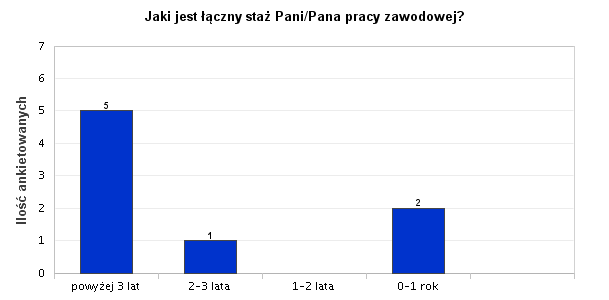 Jaki jest łączny staż Pani/Pana pracy zawodowej?
Ilość ankietowanych
7
6
5
4
3
2
1
0
5
1
2
powyżej 3 lat
2-3 lata
1-2 lata
0-1 rok